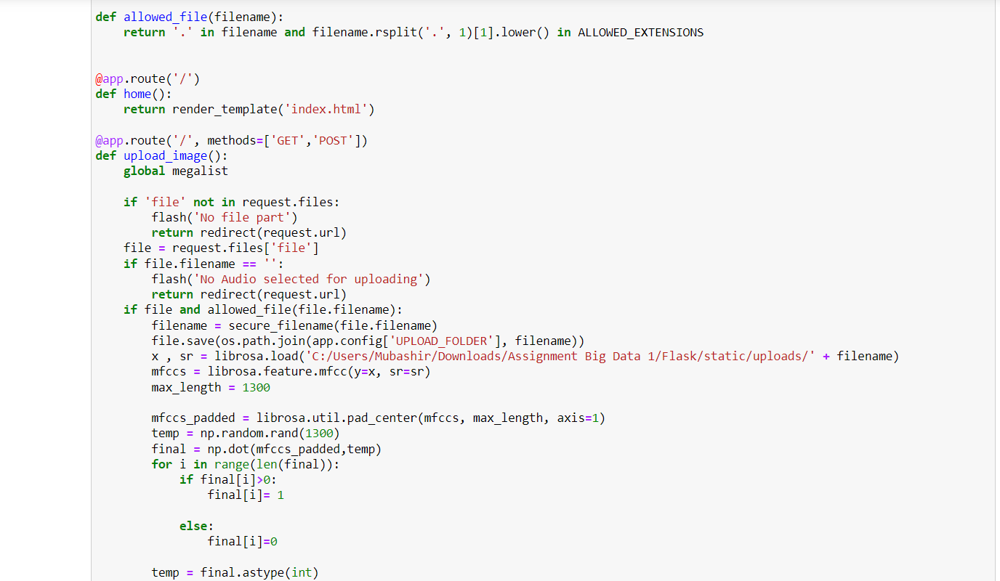 def allowed_file(filename):
    return '.' in filename and filename.rsplit('.', 1)[1].lower() in ALLOWED_EXTENSIONS
@app.route('/')
def home():
    return render_template('index.html')
@app.route('/', methods=['GET','POST'])
def upload_image():
    global megalist
    if 'file' not in request.files:
        flash('No file part')
        return redirect(request.url)
    file = request.files['file']
    if file.filename == '':
        flash('No Audio selected for uploading')
        return redirect(request.url)
    if file and allowed_file(file.filename):
        filename = secure_filename(file.filename)
        file.save(os.path.join(app.config['UPLOAD_FOLDER'], filename))
        x , sr = librosa.load('C:/Users/Mubashir/Downloads/Assignment Big Data 1/Flask/static/uploads/' + filename)
        mfccs = librosa.feature.mfcc(y=x, sr=sr)
        max_length = 1300
        mfccs_padded = librosa.util.pad_center(mfccs, max_length, axis=1)
        temp = np.random.rand(1300)
        final = np.dot(mfccs_padded,temp)
        for i in range(len(final)):
            if final[i]>0:
                final[i]= 1
            else:
                final[i]=0
        temp = final.astype(int)